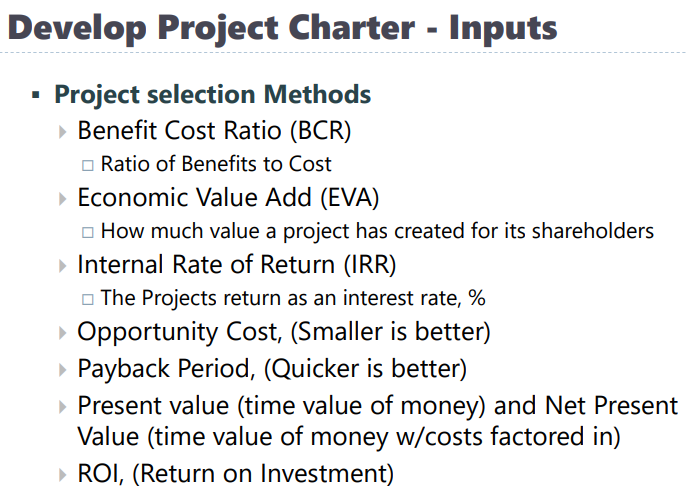 Develop Project Charter - Inputs
Project selection Methods
Benefit Cost Ratio (BCR)
Ratio of Benefits to Cost
Economic Value Add (EVA)
How much value a project has created for its shareholders
Internal Rate of Return (IRR)
The Projects return as an interest rate, %
Opportunity Cost, (Smaller is better)
Payback Period, (Quicker is better)
Present value (time value of money) and Net Present
Value (time value of money w/costs factored in)
ROI, (Return on Investment)